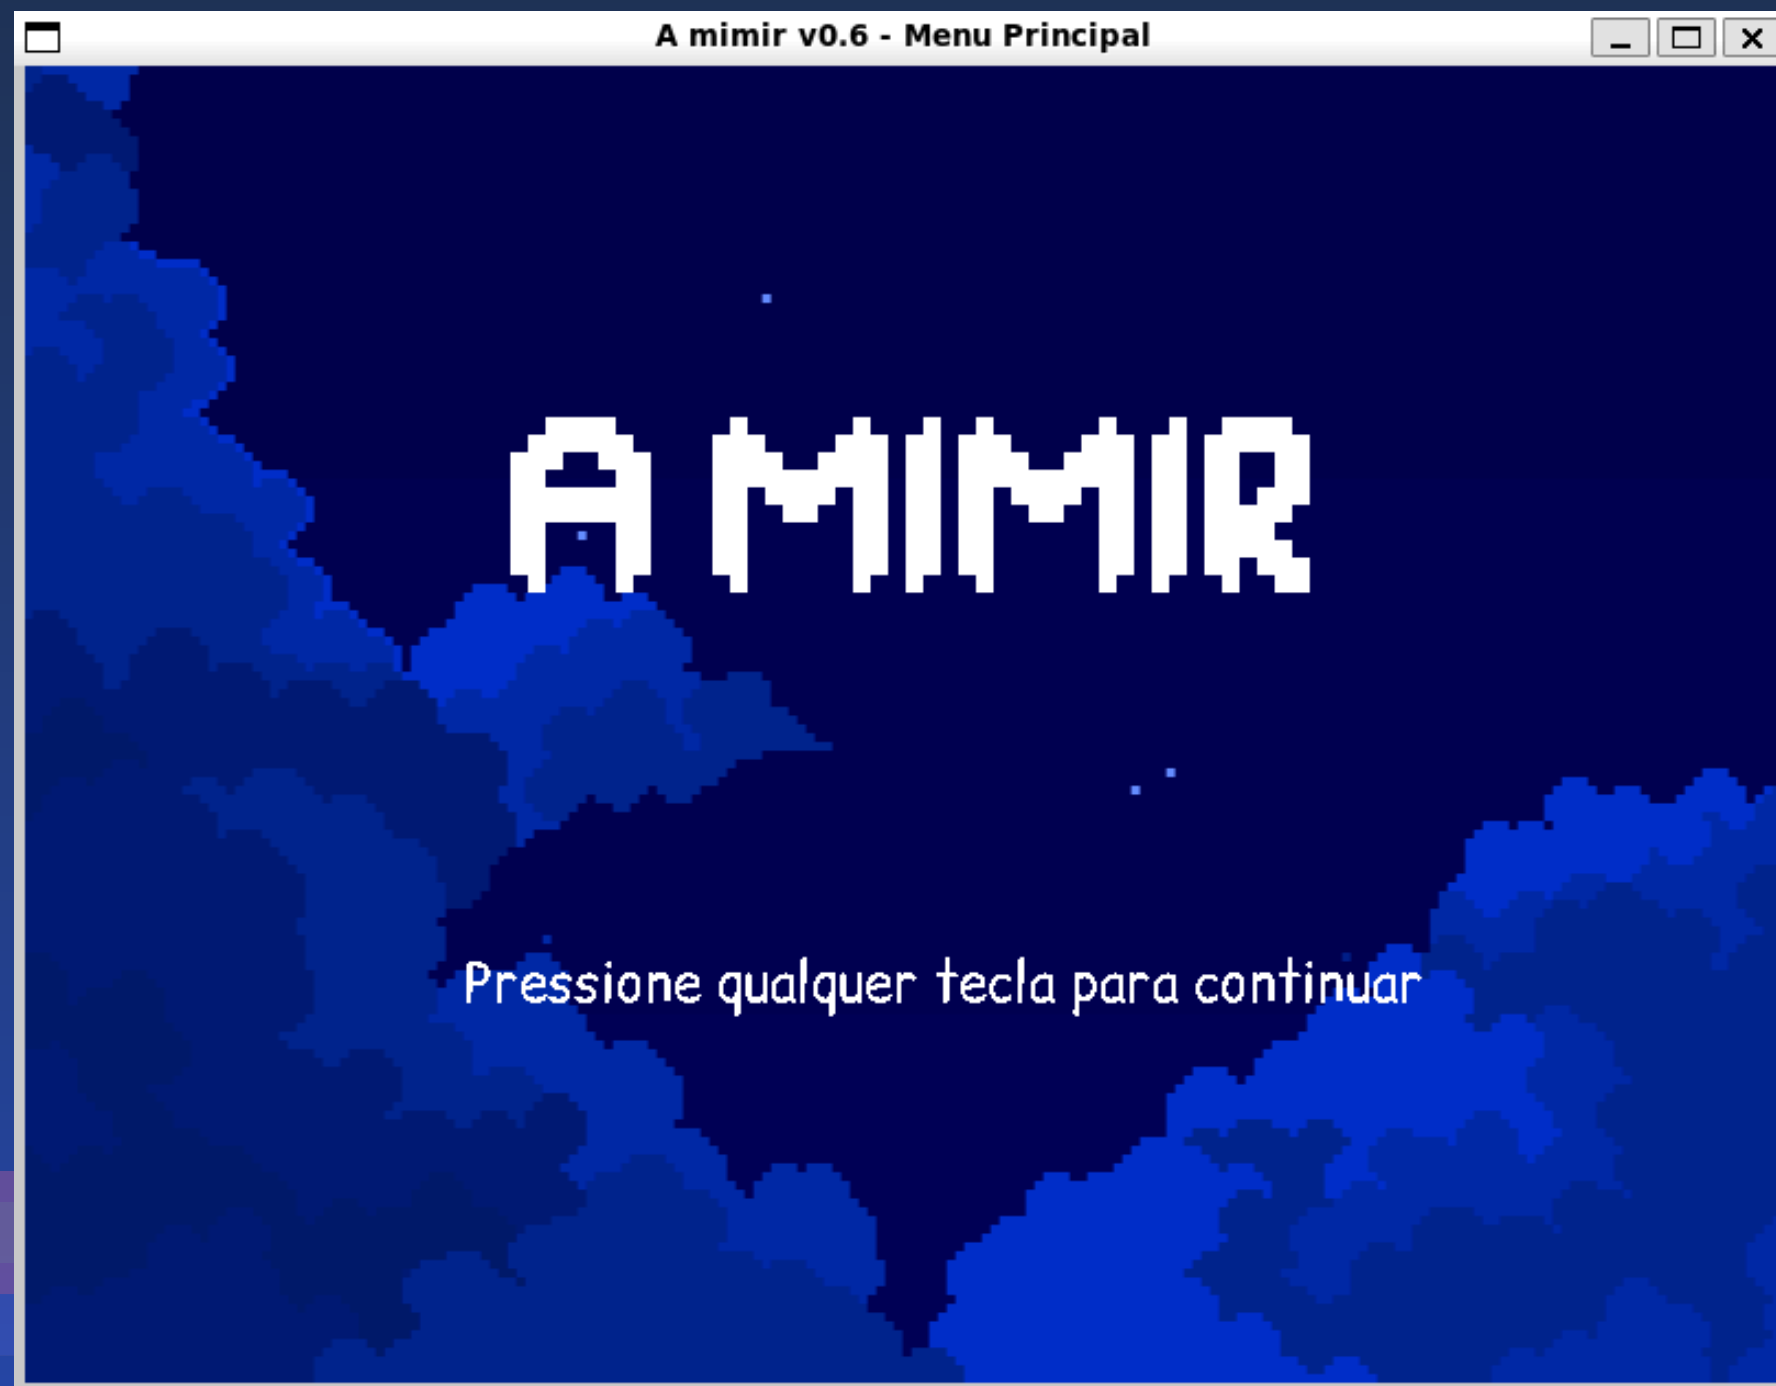 A mimir v0.6 - Menu Principal
A MIMIR
Pressione qualquer tecla para continuar